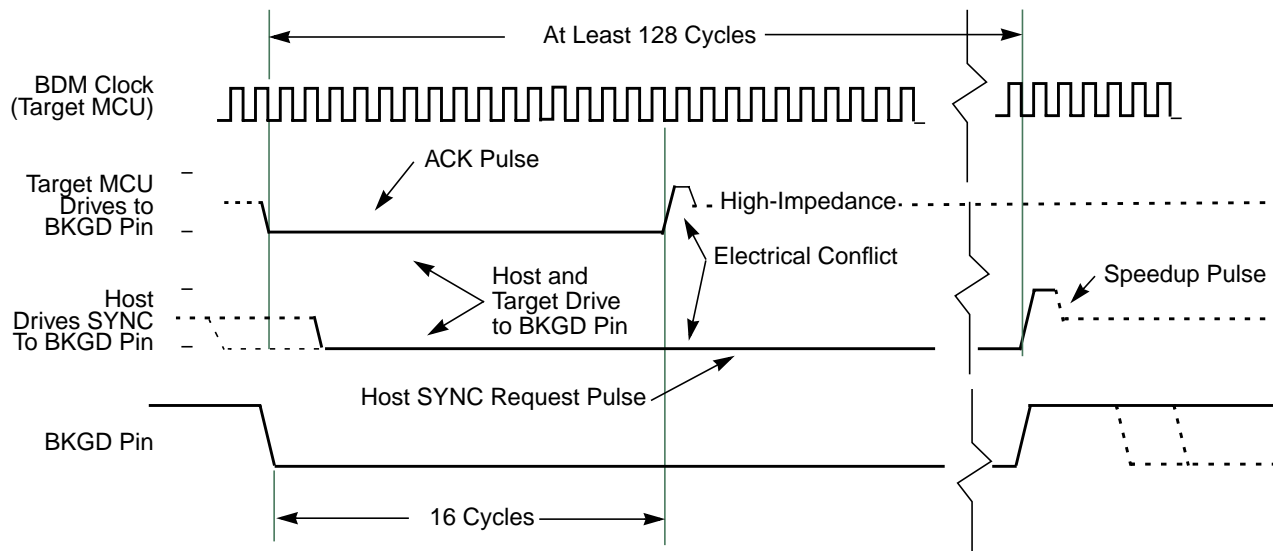 At Least 128 Cycles
BDM Clock
(Target MCU)
ACK Pulse
Target MCU
Drives to
BKGD Pin
High-Impedance
Electrical Conflict
Host and
Target Drive
to BKGD Pin
Speedup Pulse
Host
Drives SYNC
To BKGD Pin
Host SYNC Request Pulse
BKGD Pin
16 Cycles